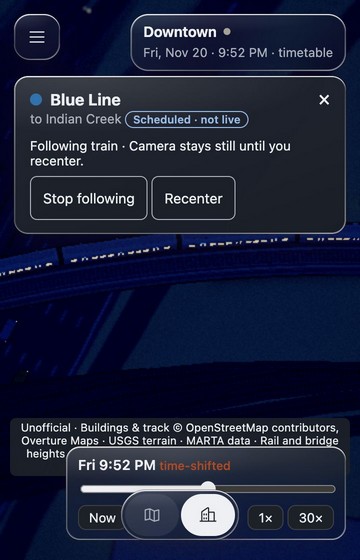 Downtown
Fri, Nov 20 · 9:52 PM · timetable
Blue Line
×
to Indian Creek Scheduled · not live
Following train · Camera stays still until you
recenter.
Stop following Recenter
Unofficial · Buildings & track © OpenStreetMap contributors,
Overture Maps · USGS terrain · MARTA data · Rail and bridge
heights
Fri 9:52 PM time-shifted
Now 1× 30×